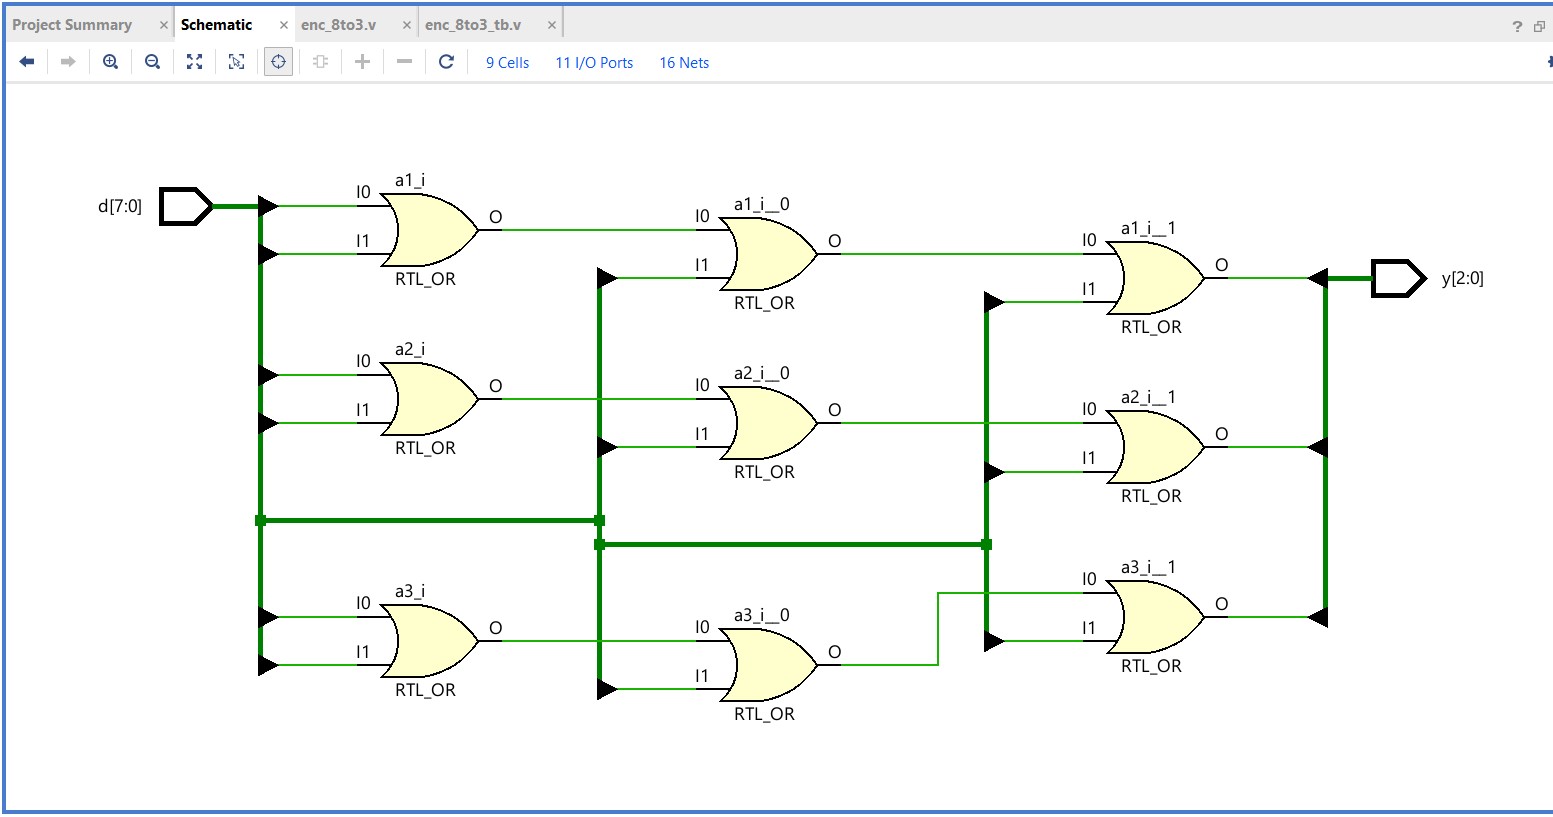 Project Summary × Schematic × enc_8to3.v × enc_8to3_tb.v × ?
9 Cells 11 I/O Ports 16 Nets
d[7:0]
a1_i
I0
I1
O
RTL_OR
a1_i__0
I0
I1
O
RTL_OR
a1_i__1
I0
I1
O
RTL_OR
y[2:0]
a2_i
I0
I1
O
RTL_OR
a2_i__0
I0
I1
O
RTL_OR
a2_i__1
I0
I1
O
RTL_OR
a3_i
I0
I1
O
RTL_OR
a3_i__0
I0
I1
O
RTL_OR
a3_i__1
I0
I1
O
RTL_OR